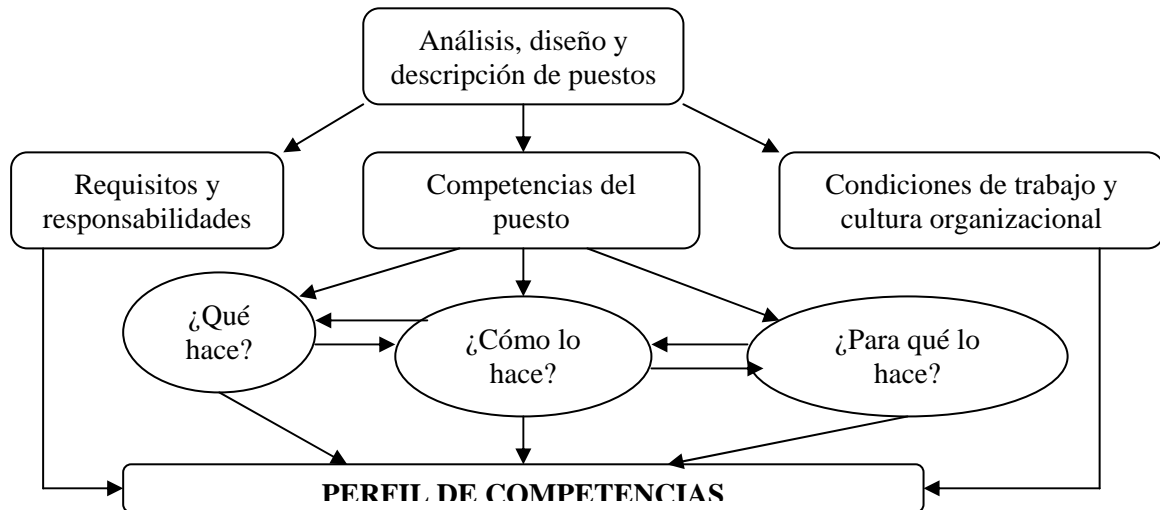 Análisis, diseño y
descripción de puestos
Requisitos y
responsabilidades
Competencias del
puesto
Condiciones de trabajo y
cultura organizacional
¿Qué
hace?
¿Cómo lo
hace?
¿Para qué lo
hace?
PERFIL DE COMPETENCIAS